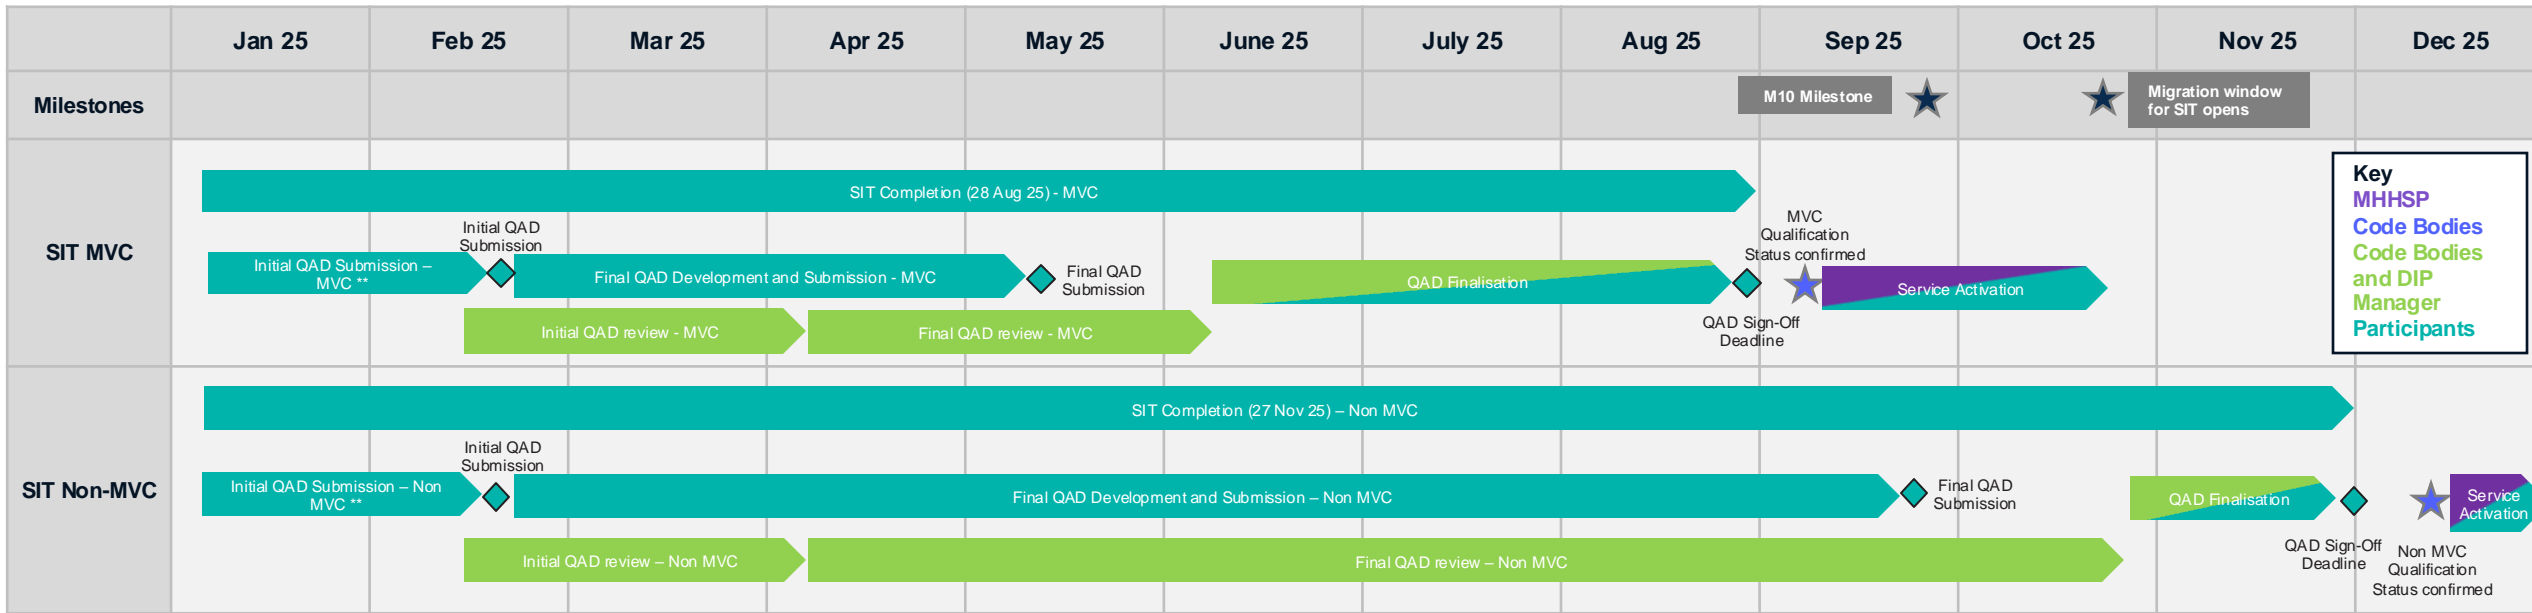 Jan 25
Feb 25
Mar 25
Apr 25
May 25
June 25
July 25
Aug 25
Sep 25
Oct 25
Nov 25
Dec 25
Milestones
M10 Milestone
Migration window
for SIT opens
SIT MVC
SIT Completion (28 Aug 25) - MVC
Initial QAD Submission –
MVC **
Initial QAD
Submission
Final QAD Development and Submission - MVC
Final QAD
Submission
Initial QAD review - MVC
Final QAD review - MVC
QAD Finalisation
QAD Sign-Off
Deadline
MVC
Qualification
Status confirmed
Service Activation
Key
MHHSP
Code Bodies
Code Bodies
and DIP
Manager
Participants
SIT Non-MVC
SIT Completion (27 Nov 25) – Non MVC
Initial QAD Submission – Non
MVC **
Initial QAD
Submission
Final QAD Development and Submission – Non MVC
Final QAD
Submission
Initial QAD review – Non MVC
Final QAD review – Non MVC
QAD Finalisation
QAD Sign-Off
Deadline
Non MVC
Qualification
Status confirmed
Service
Activation